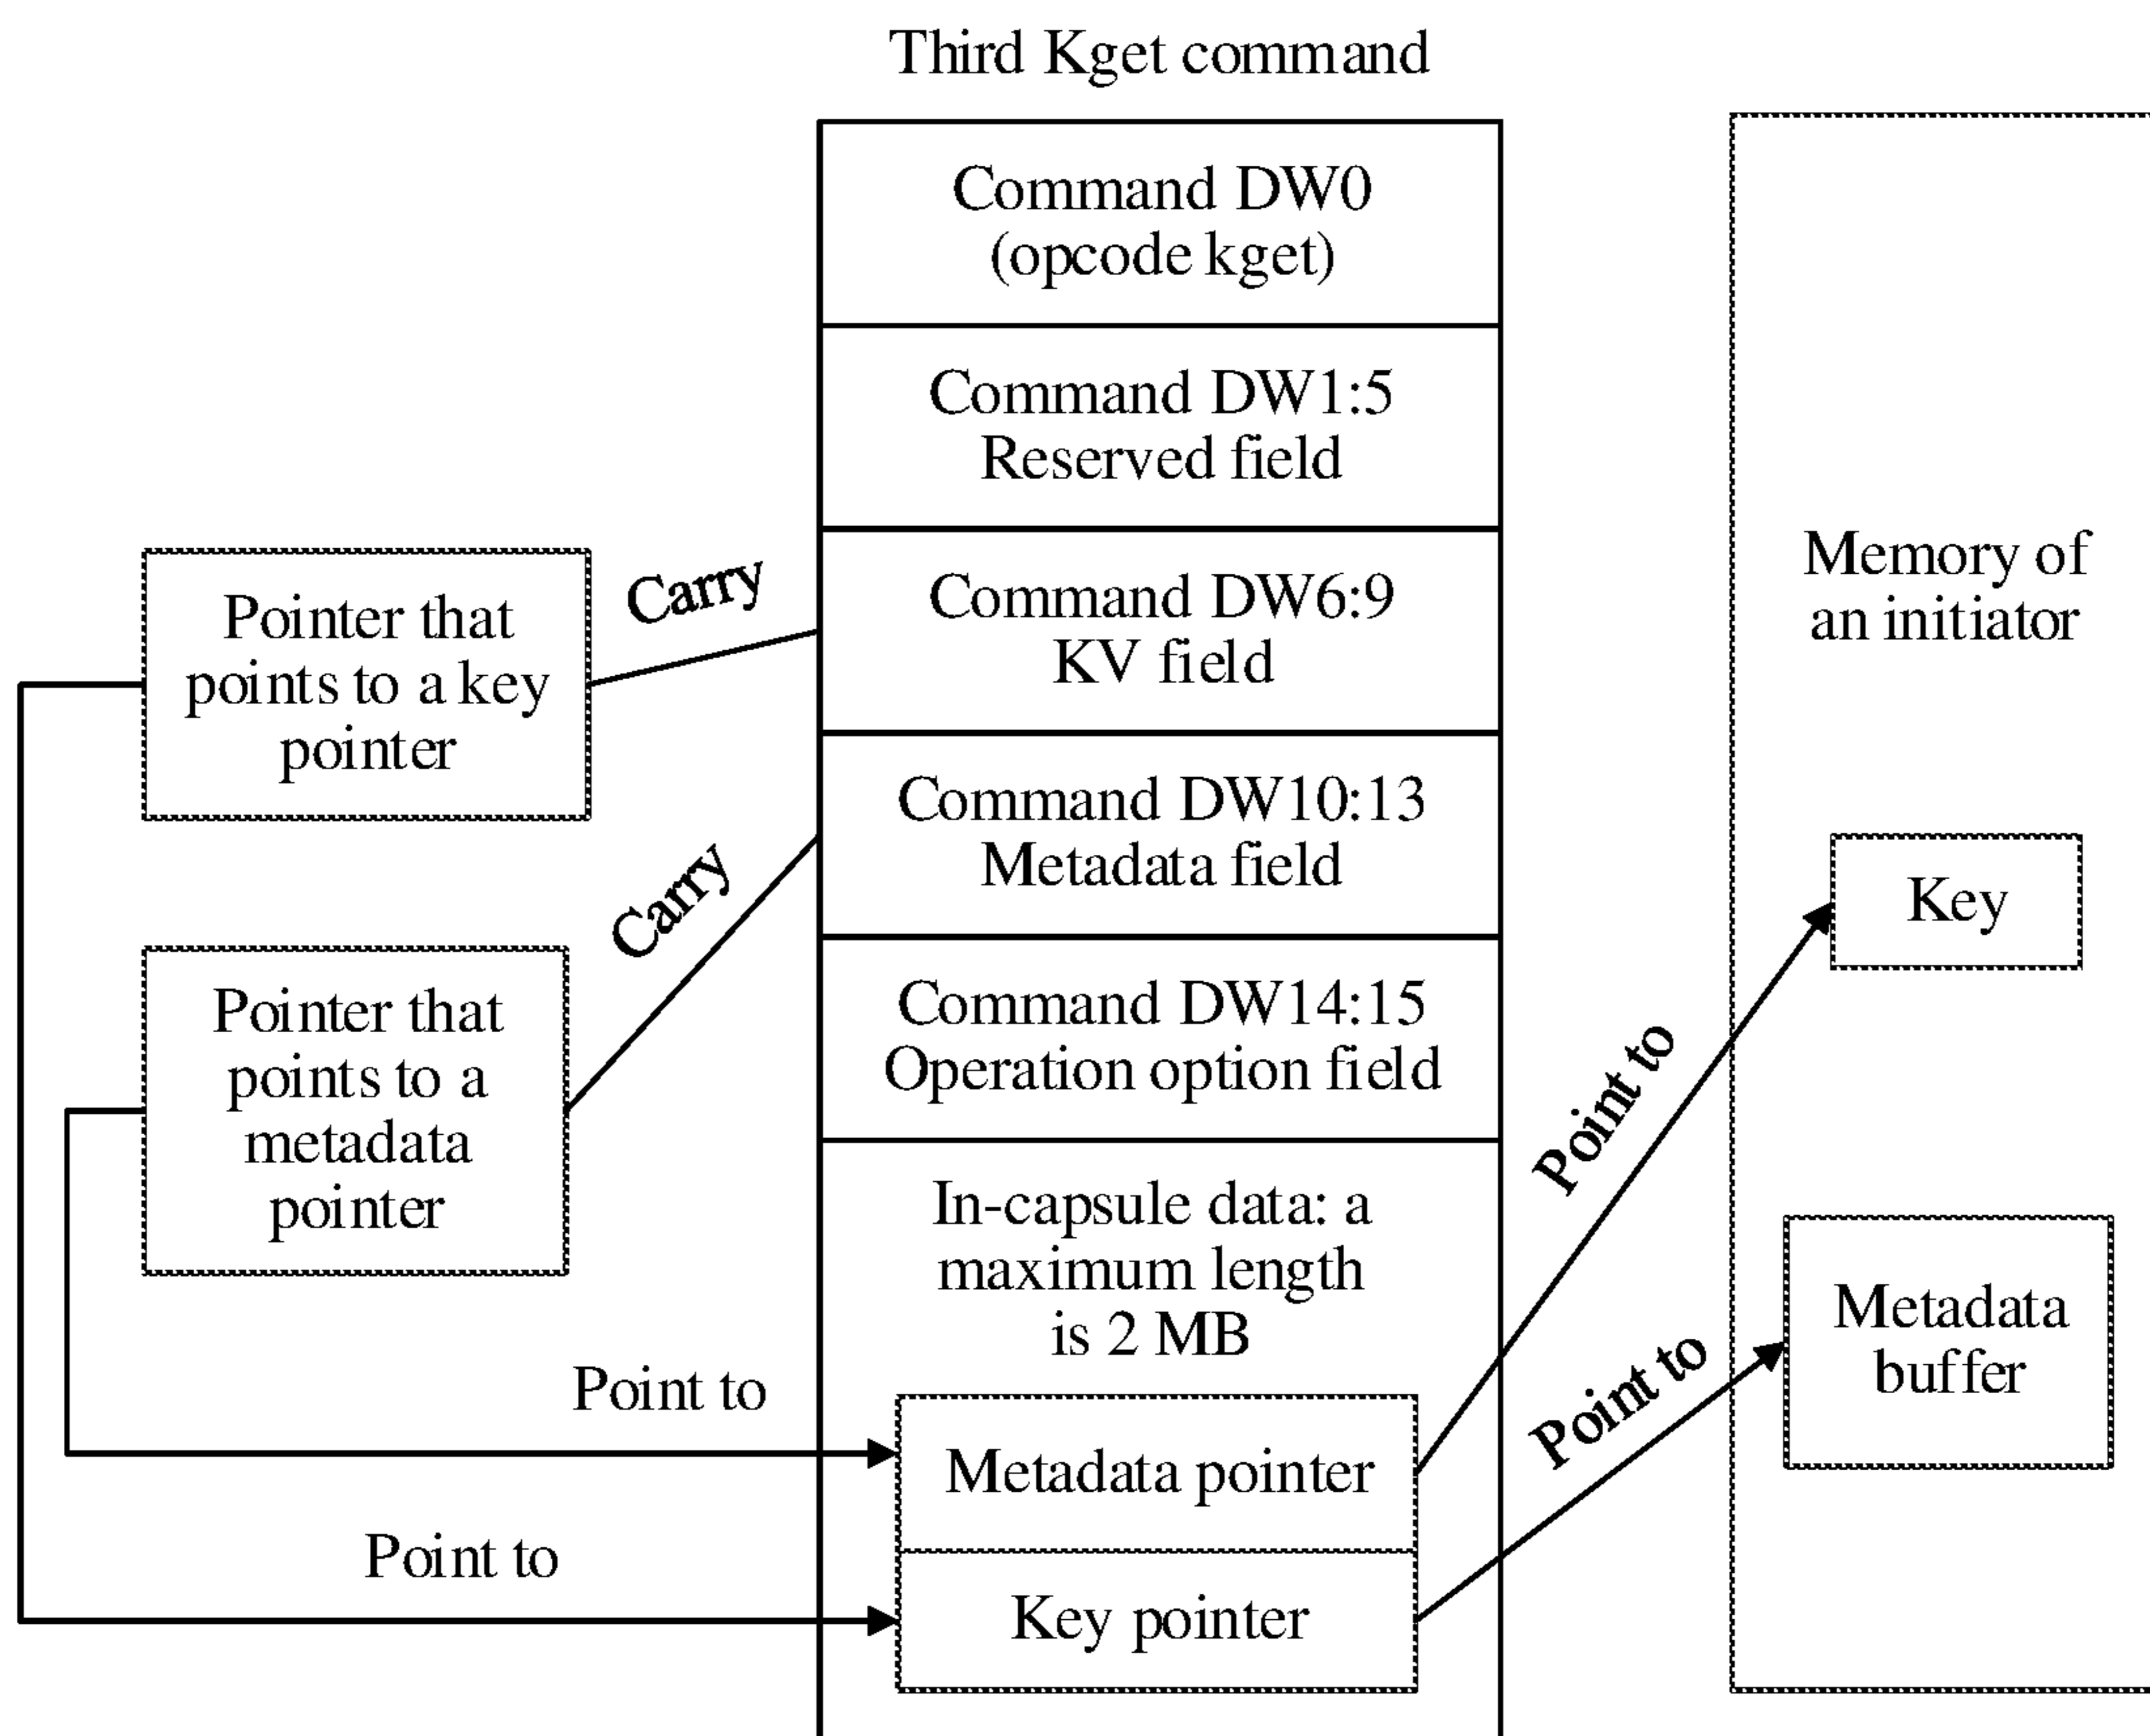 Third Kget command
Command DW0
(opcode kget)
Command DW1:5
Reserved field
Command DW6:9
KV field
Command DW10:13
Metadata field
Command DW14:15
Operation option field
In-capsule data: a
maximum length
is 2 MB
Metadata pointer
Key pointer
Carry
Pointer that
points to a key
pointer
Carry
Pointer that
points to a
metadata
pointer
Point to
Point to
Point to
Point to
Memory of
an initiator
Key
Metadata
buffer